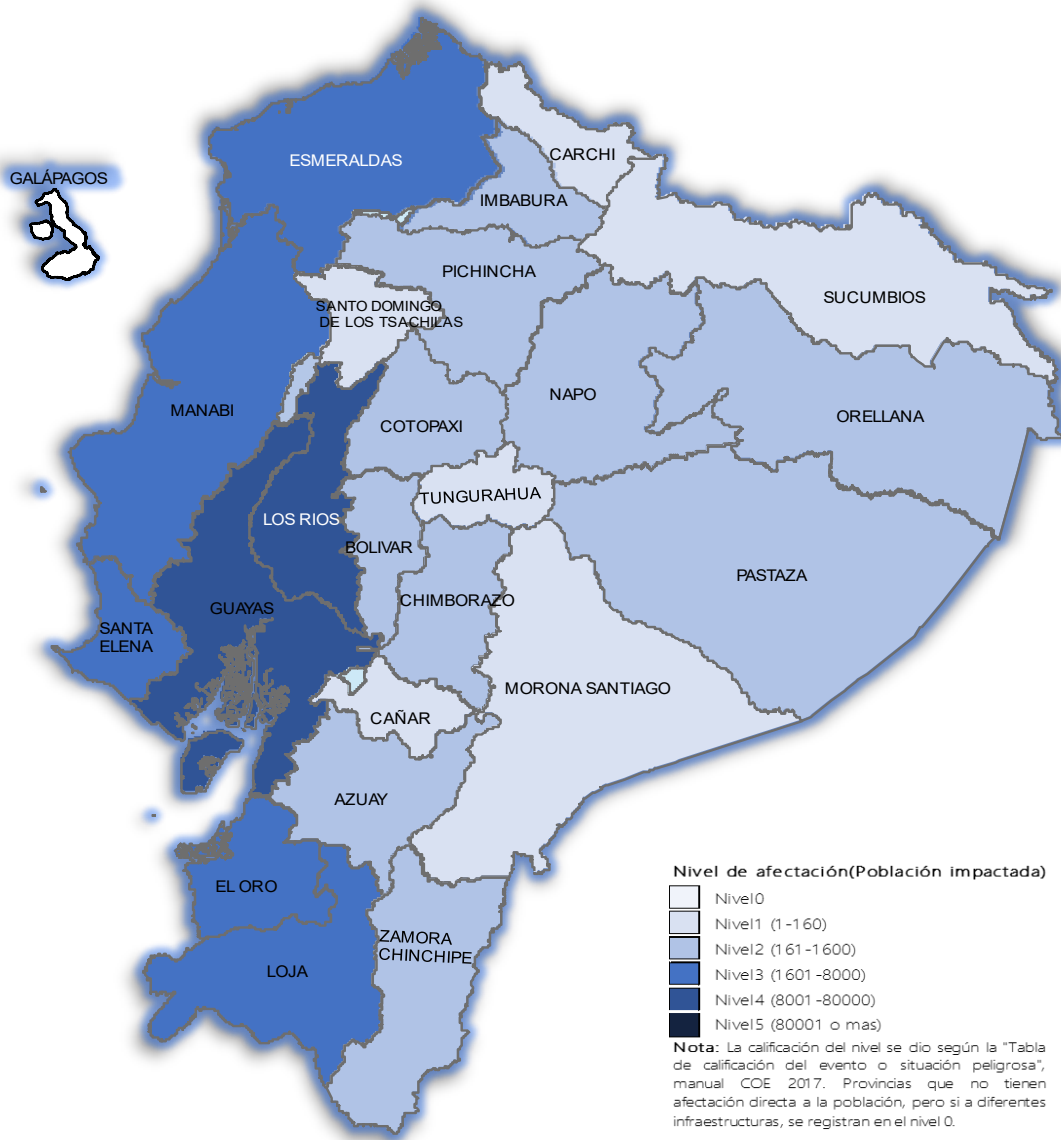 ESMERALDAS
CARCHI
GALÁPAGOS
IMBABURA
PICHINCHA
SUCUMBIOS
SANTO DOMINGO
DE LOS TSACHILAS
NAPO
MANABI
ORELLANA
COTOPAXI
TUNGURAHUA
LOS RIOS
BOLIVAR
PASTAZA
CHIMBORAZO
GUAYAS
SANTA
ELENA
MORONA SANTIAGO
CAÑAR
AZUAY
EL ORO
ZAMORA
CHINCHIPE
LOJA
Nivel de afectación(Población impactada)
Nivel0
Nivel1 (1-160)
Nivel2 (161-1600)
Nivel3 (1601-8000)
Nivel4 (8001-80000)
Nivel5 (80001 o mas)
Nota: La calificación del nivel se dio según la "Tabla
de calificación del evento o situación peligrosa",
manual COE 2017. Provincias que no tienen
afectación directa a la población, pero si a diferentes
infraestructuras, se registran en el nivel 0.